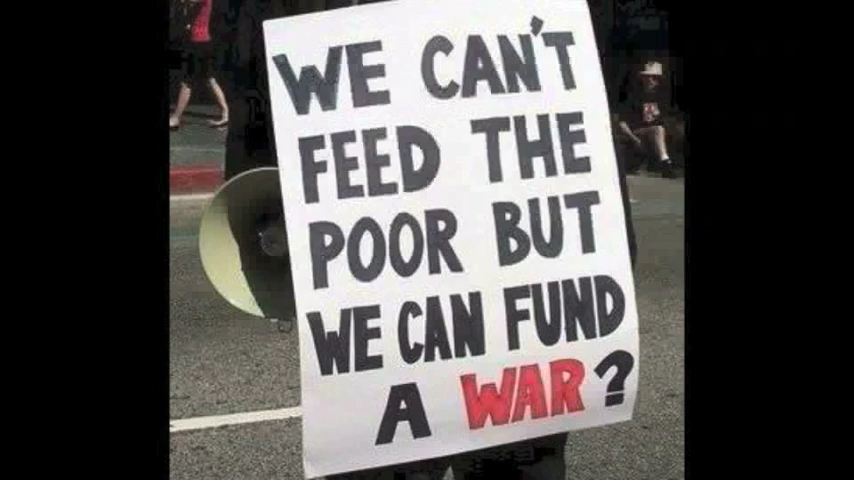 WE CAN'T
FEED THE
POOR BUT
WE CAN FUND
A WAR?